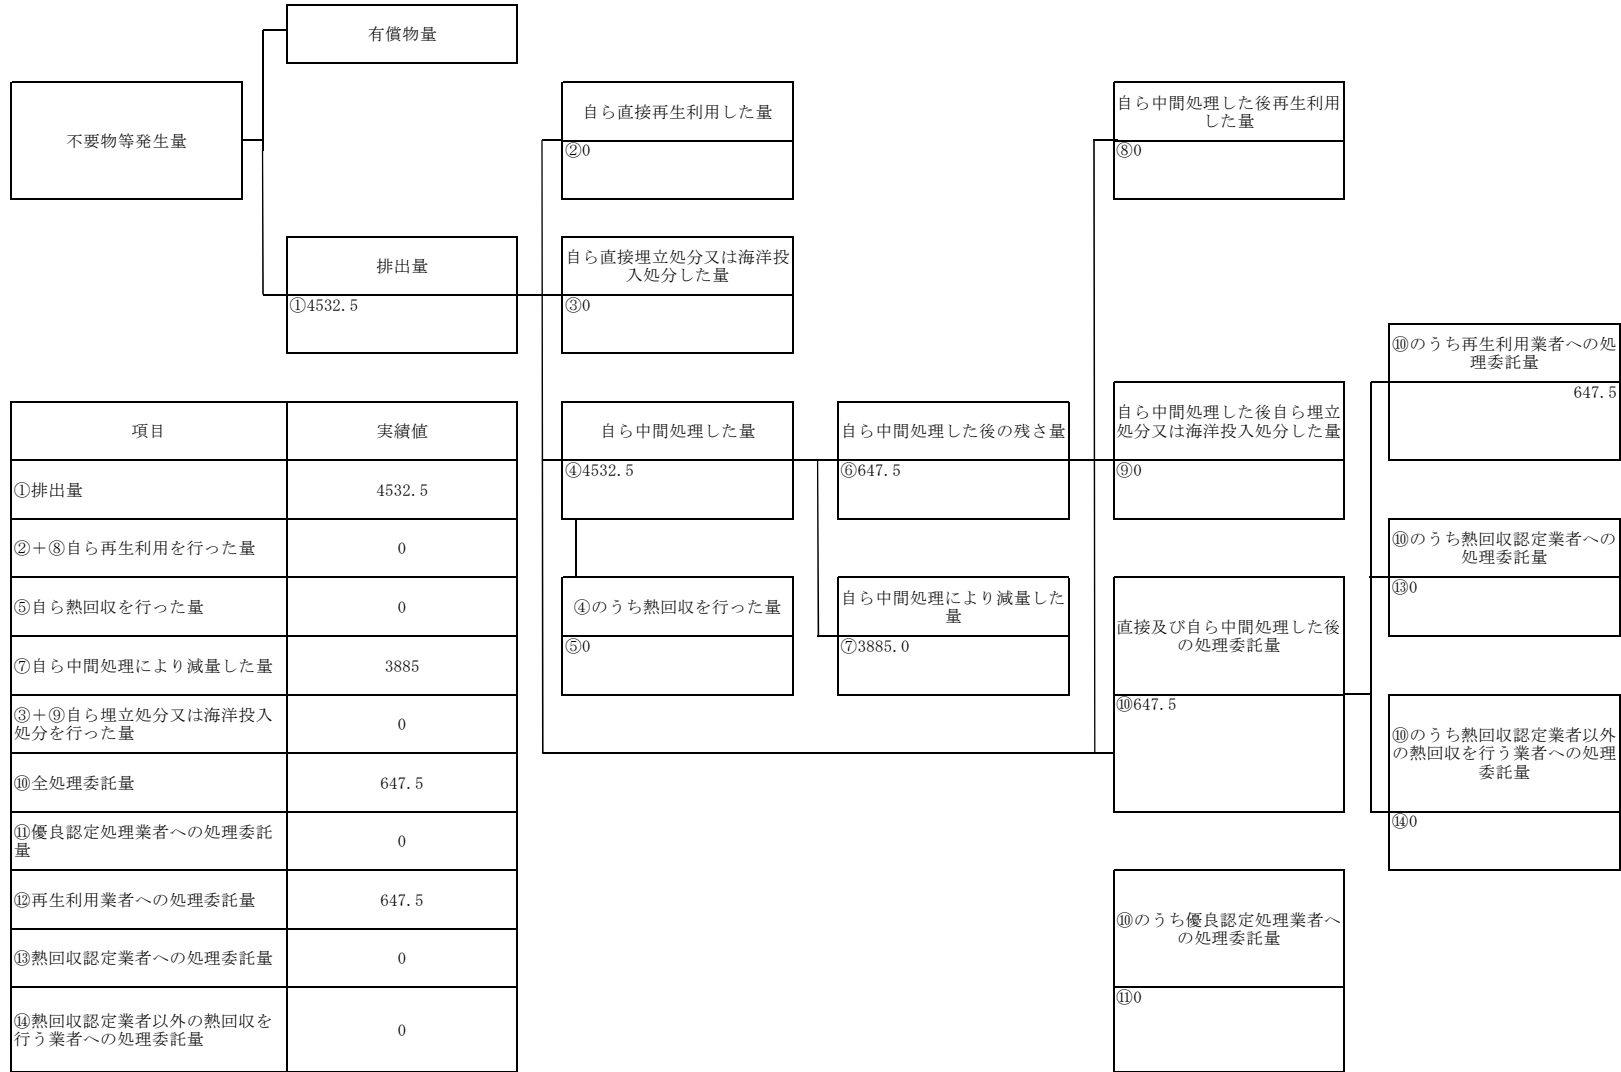 有償物量
不要物等発生量
自ら直接再生利用した量
②0
自ら中間処理した後再生利用
した量
⑧0
排出量
①4532.5
自ら直接埋立処分又は海洋投
入処分した量
③0
⑩のうち再生利用業者への処
理委託量
647.5
項目
実績値
①排出量
4532.5
②＋⑧自ら再生利用を行った量
0
⑤自ら熱回収を行った量
0
⑦自ら中間処理により減量した量
3885
③＋⑨自ら埋立処分又は海洋投入
処分を行った量
0
⑩全処理委託量
647.5
⑪優良認定処理業者への処理委託
量
0
⑫再生利用業者への処理委託量
647.5
⑬熱回収認定業者への処理委託量
0
⑭熱回収認定業者以外の熱回収を
行う業者への処理委託量
0
自ら中間処理した量
④4532.5
④のうち熱回収を行った量
⑤0
自ら中間処理した後の残さ量
⑥647.5
自ら中間処理により減量した
量
⑦3885.0
自ら中間処理した後自ら埋立
処分又は海洋投入処分した量
⑨0
直接及び自ら中間処理した後
の処理委託量
⑩647.5
⑩のうち熱回収認定業者への
処理委託量
⑬0
⑩のうち熱回収認定業者以外
の熱回収を行う業者への処理
委託量
⑭0
⑩のうち優良認定処理業者へ
の処理委託量
⑪0